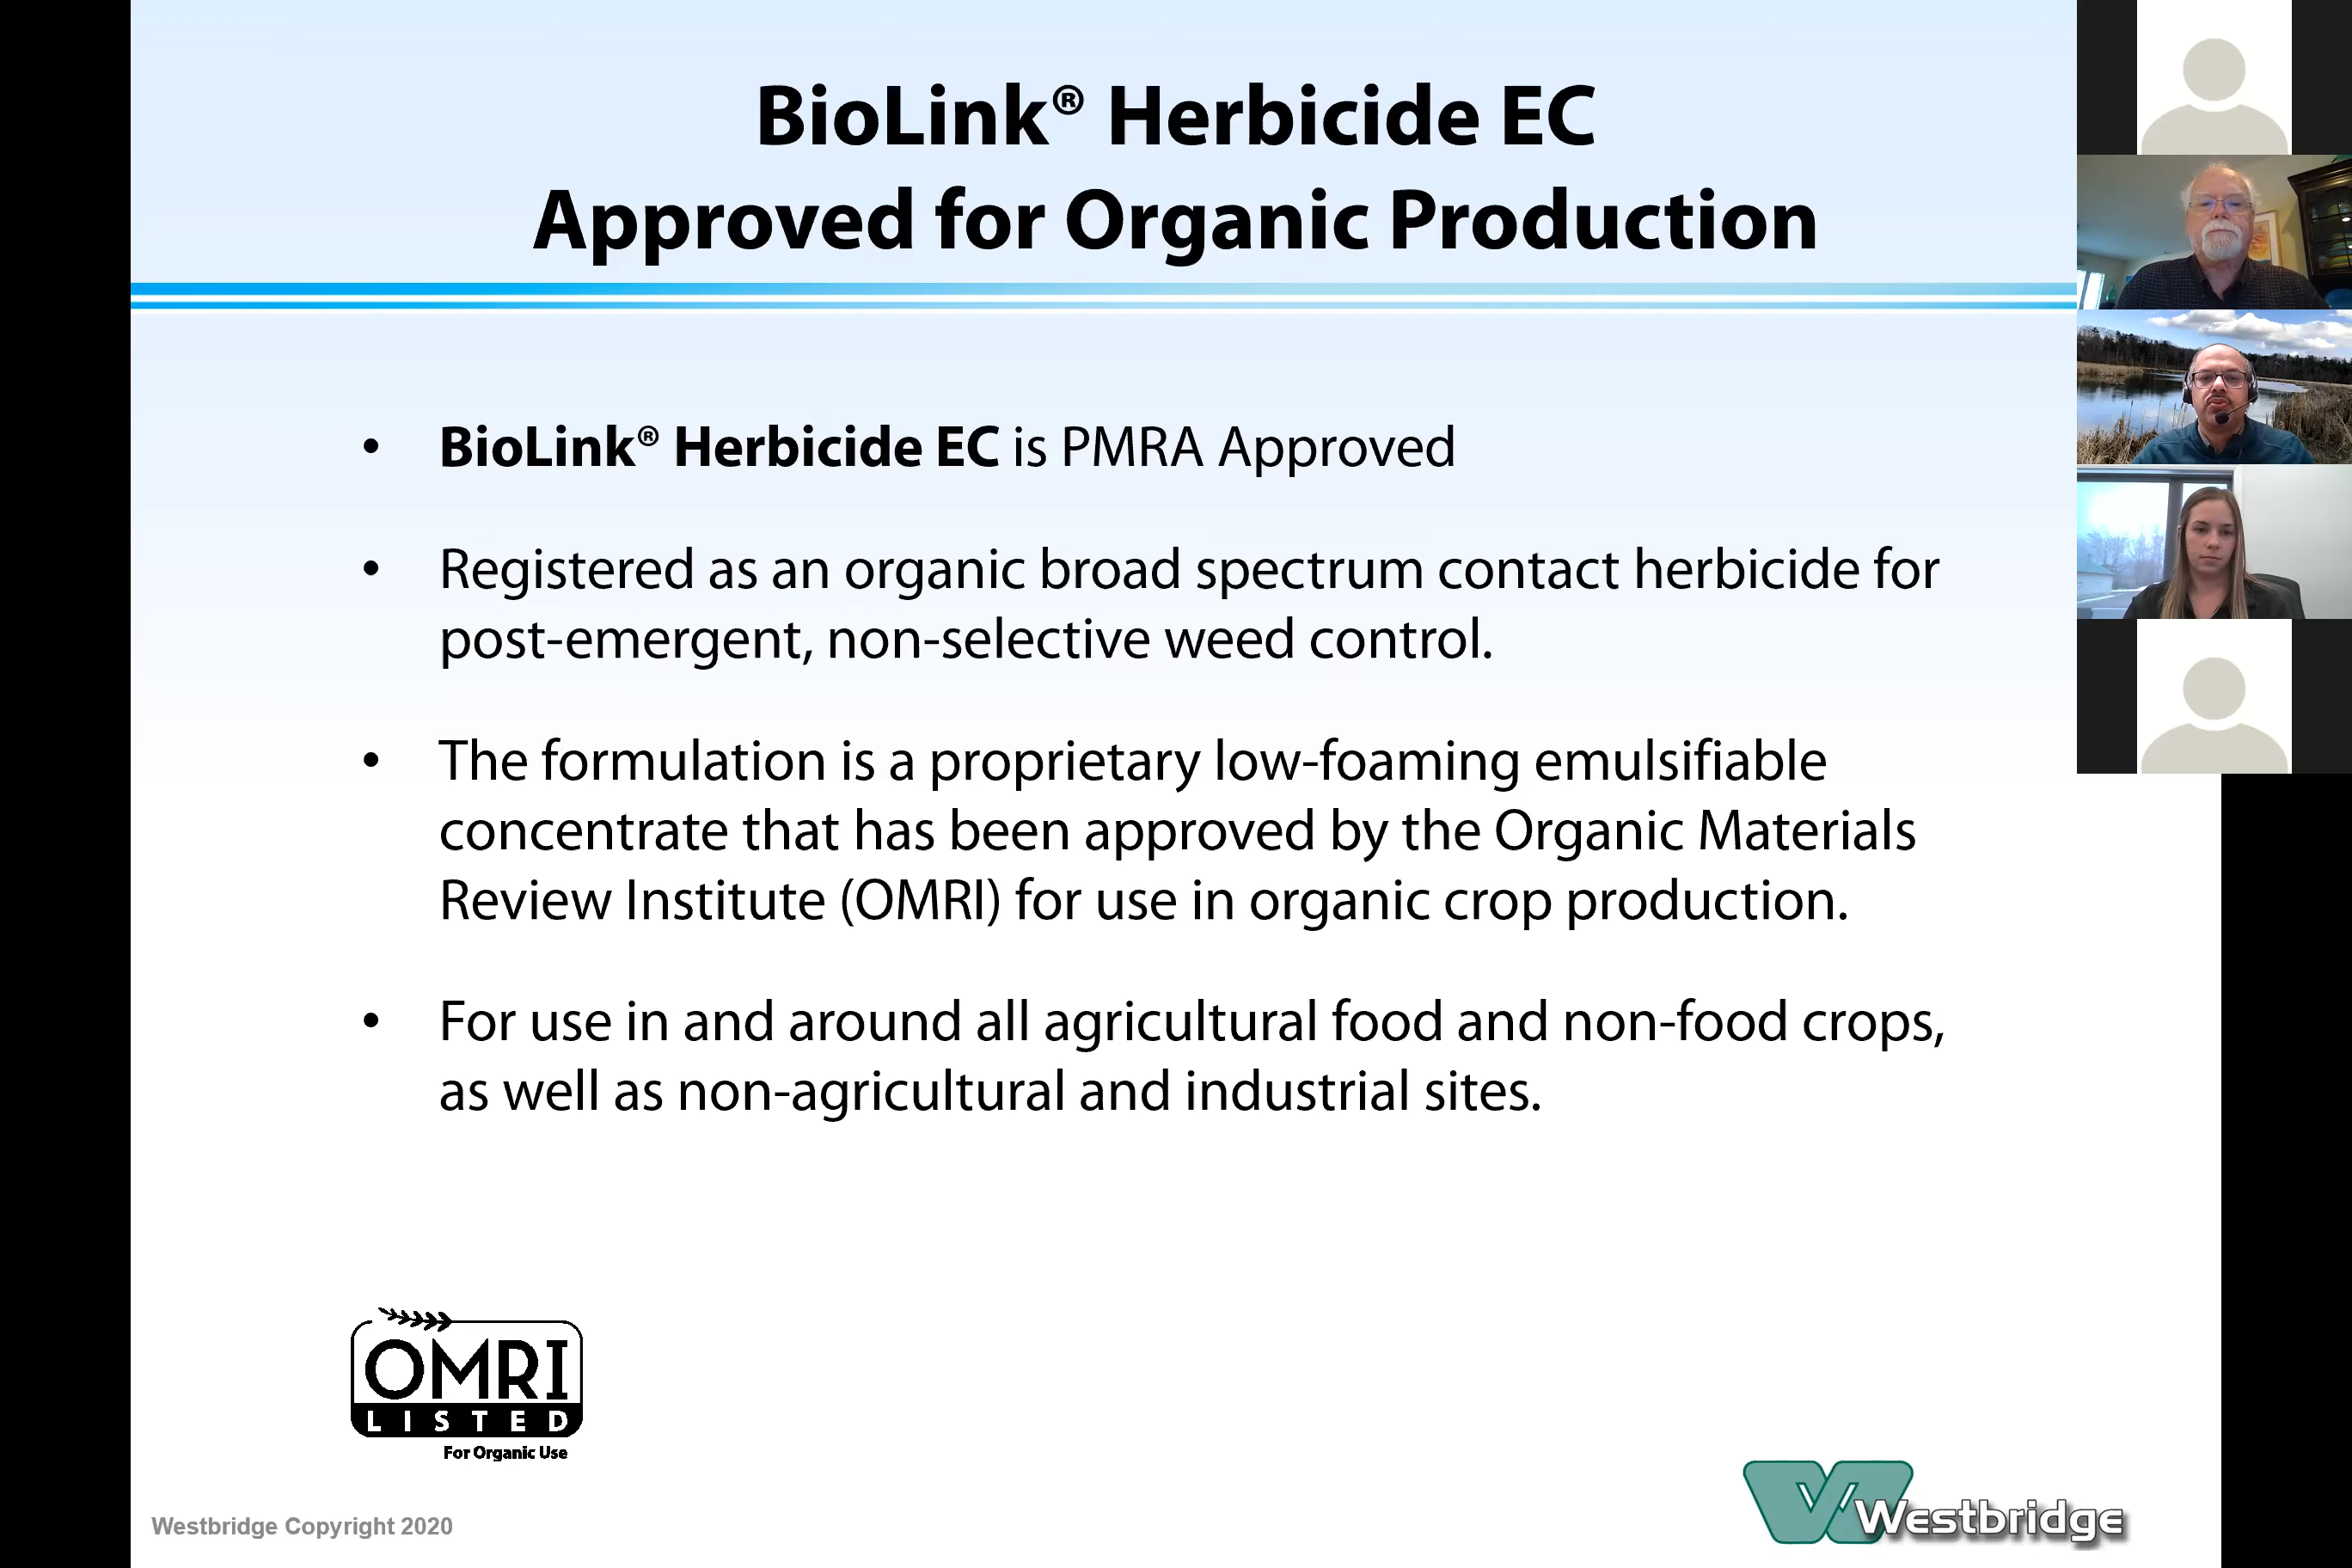 BioLink® Herbicide EC
Approved for Organic Production
• BioLink® Herbicide EC is PMRA Approved
• Registered as an organic broad spectrum contact herbicide for
post-emergent, non-selective weed control.
• The formulation is a proprietary low-foaming emulsifiable
concentrate that has been approved by the Organic Materials
Review Institute (OMRI) for use in organic crop production.
• For use in and around all agricultural food and non-food crops,
as well as non-agricultural and industrial sites.
OMRI
LISTED
For Organic Use
Westbridge Copyright 2020
Westbridge